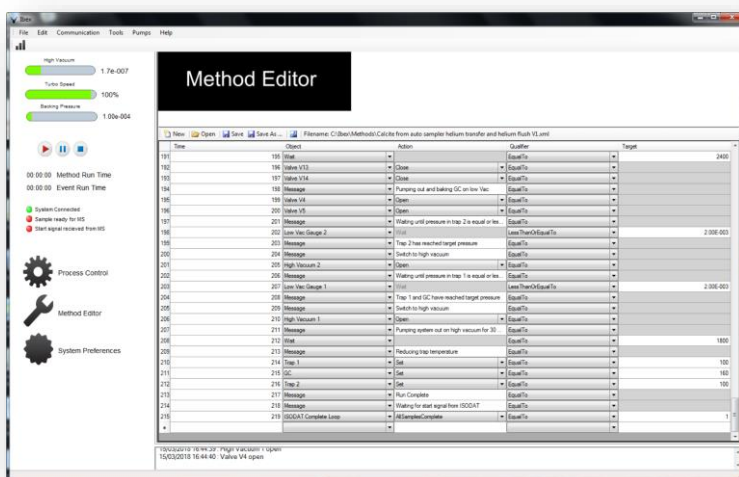 Ibex
File Edit Communication Tools Pumps Help
High Vacuum
1.7e-007
Turbo Speed
100%
Backing Pressure
1.00e-004
00:00:00 Method Run Time
00:00:00 Event Run Time
System Connected
Sample ready for MS
Start signal recieved from MS
Process Control
Method Editor
System Preferences
Method Editor
New Open Save Save As ... Filename: C:\Ibex\Methods\Calcite from auto sampler helium transfer and helium flush V1.xml
Time Object Action Qualifier Target
191 195 Wait EqualTo 2400
192 196 Valve V13 Close EqualTo
193 197 Valve V14 Close EqualTo
194 198 Message Pumping out and baking GC on low Vac EqualTo
195 199 Valve V4 Open EqualTo
196 200 Valve V5 Open EqualTo
197 201 Message Waiting until pressure in trap 2 is equal or les... EqualTo
198 202 Low Vac Gauge 2 Wait LessThanOrEqualTo 2.00E-003
199 203 Message Trap 2 has reached target pressure EqualTo
200 204 Message Switch to high vacuum EqualTo
201 205 High Vacuum 2 Open EqualTo
202 206 Message Waiting until pressure in trap 1 is equal or les... EqualTo
203 207 Low Vac Gauge 1 Wait LessThanOrEqualTo 2.00E-003
204 208 Message Trap 1 and GC have reached target pressure EqualTo
205 209 Message Switch to high vacuum EqualTo
206 210 High Vacuum 1 Open EqualTo
207 211 Message Pumping system out on high vacuum for 30 ... EqualTo
208 212 Wait EqualTo 1800
209 213 Message Reducing trap temperature EqualTo
210 214 Trap 1 Set EqualTo 100
211 215 GC Set EqualTo 160
212 216 Trap 2 Set EqualTo 100
213 217 Message Run Complete EqualTo
214 218 Message Waiting for start signal from ISODAT EqualTo
215 219 ISODAT Complete Loop AllSamplesComplete EqualTo 1
15/03/2018 16:44:39 : High Vacuum 1 open
15/03/2018 16:44:40 : Valve V4 open